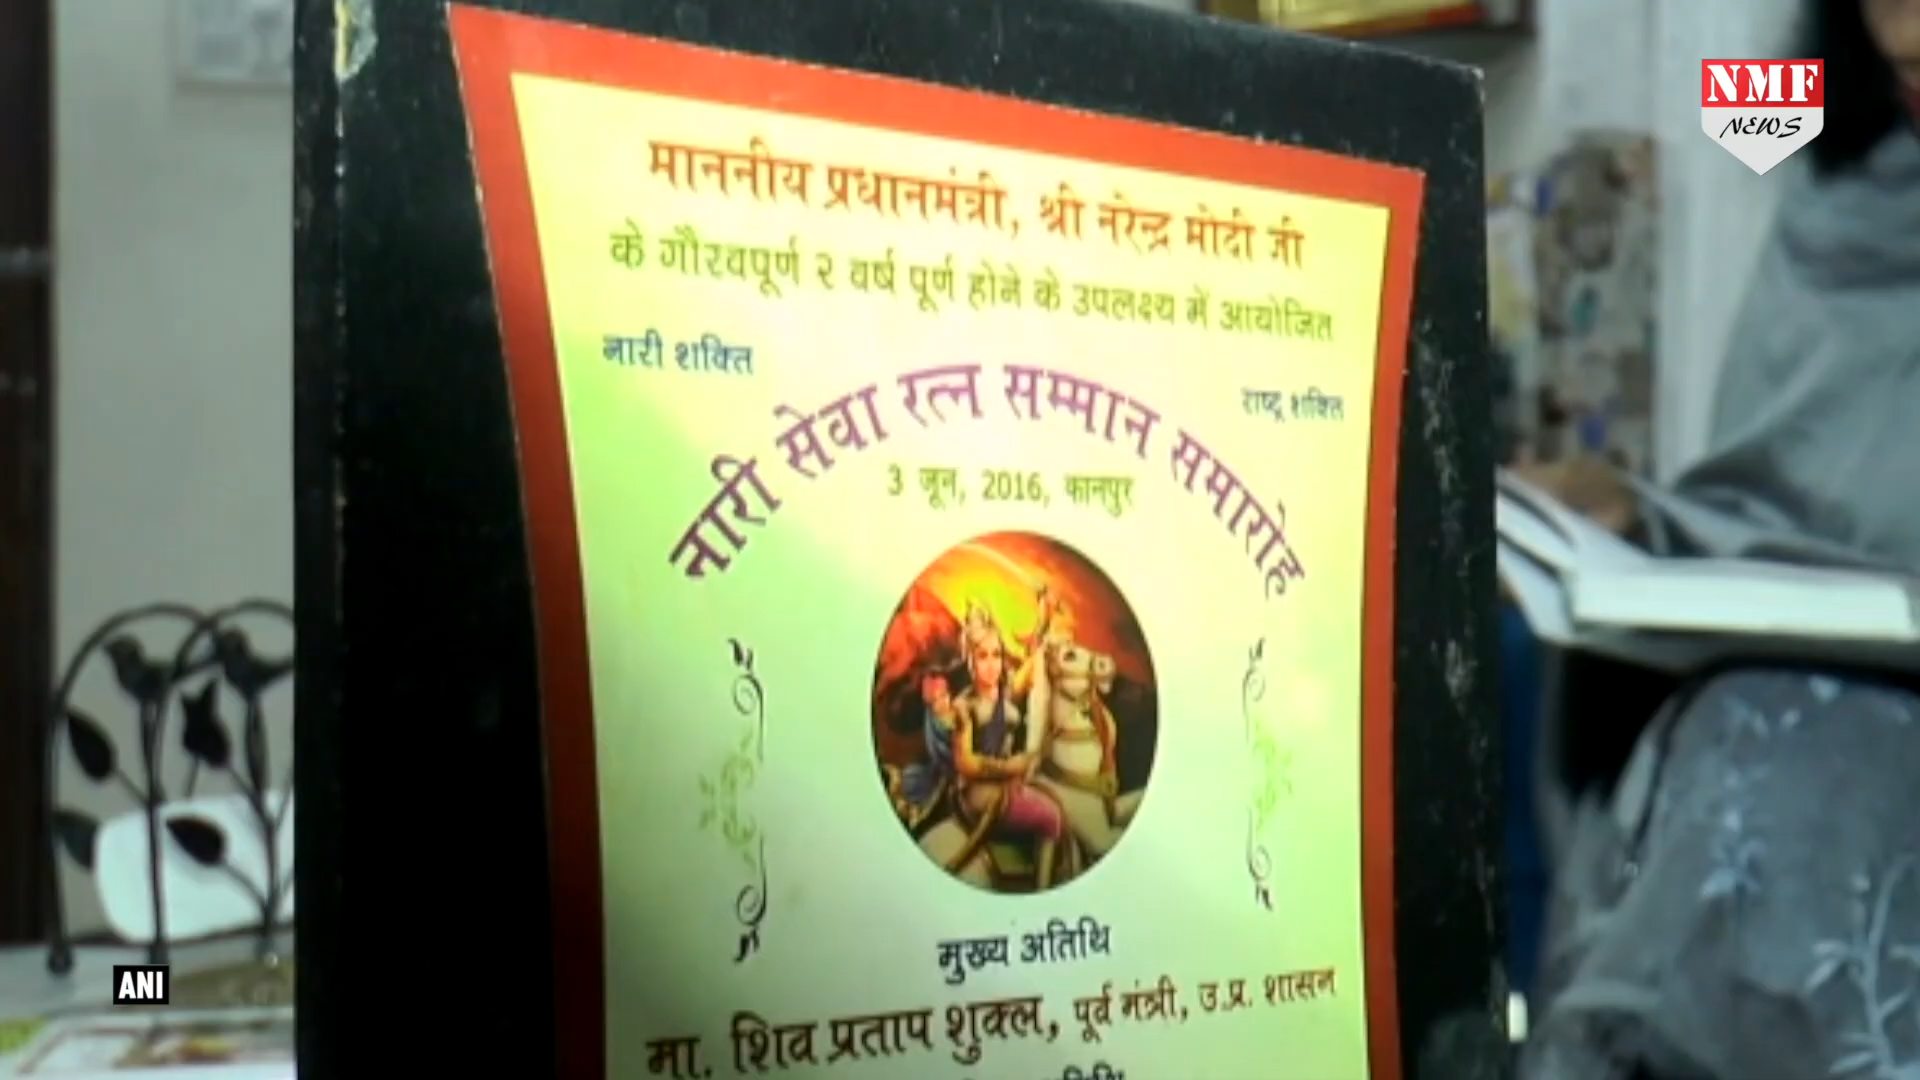 NMF
NEWS
माननीय प्रधानमंत्री, श्री नरेन्द्र मोदी जी
के गौरवपूर्ण २ वर्ष पूर्ण होने के उपलक्ष्य में आयोजित
नारी शक्ति
राष्ट्र शक्ति
नारी सेवा रत्न सम्मान समारोह
3 जून, 2016, कानपुर
मुख्य अतिथि
मा. शिव प्रताप शुक्ल, पूर्व मंत्री, उ.प्र. शासन
ANI